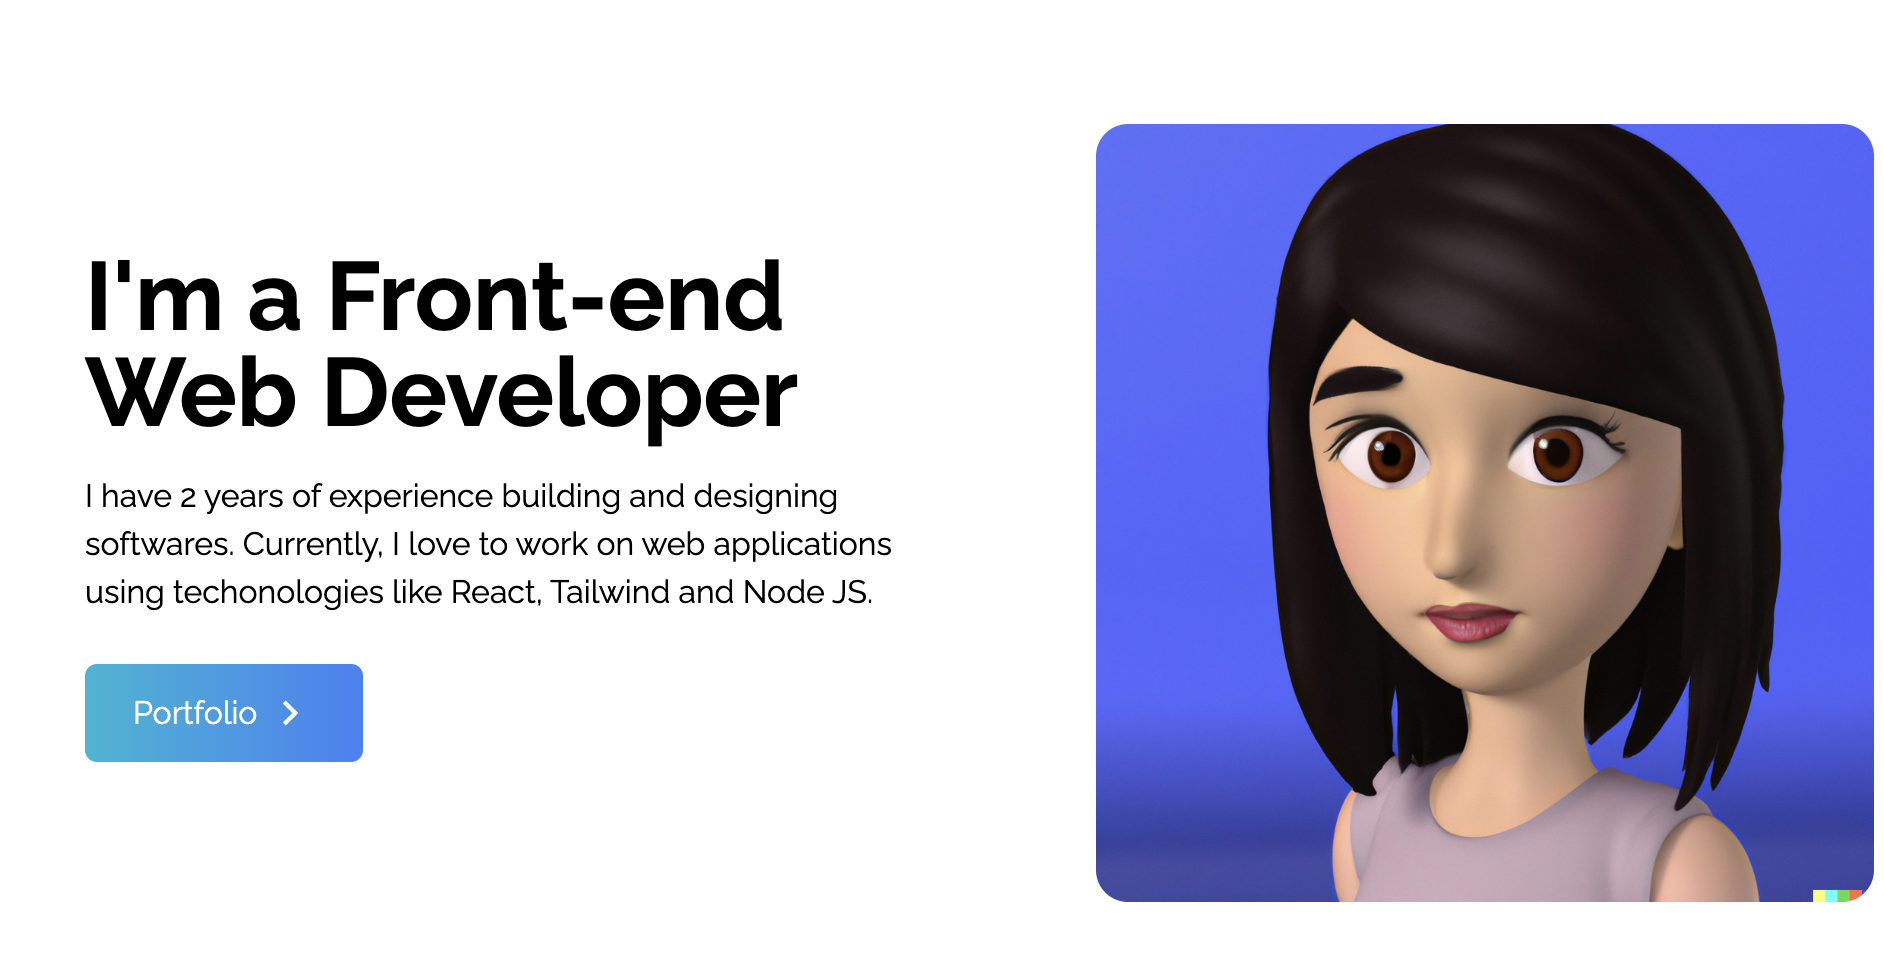 I'm a Front-end
Web Developer
I have 2 years of experience building and designing
softwares. Currently, I love to work on web applications
using techonologies like React, Tailwind and Node JS.
Portfolio